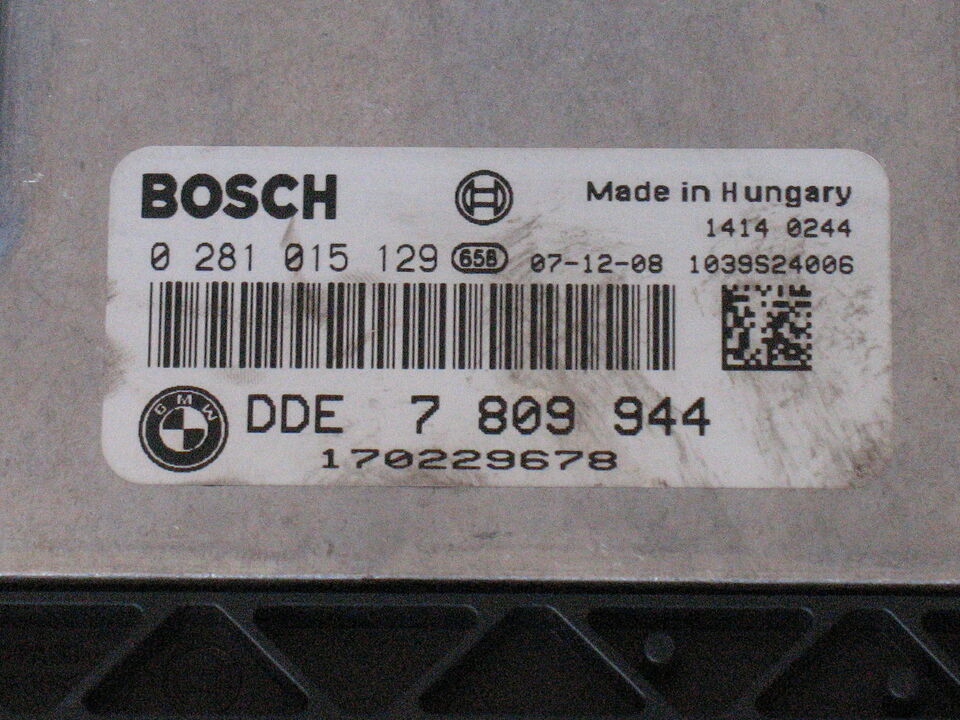 BOSCH
Made in Hungary
1414 0244
0 281 015 129 658 07-12-08 1039S24006
BMW
DDE 7 809 944
170229678